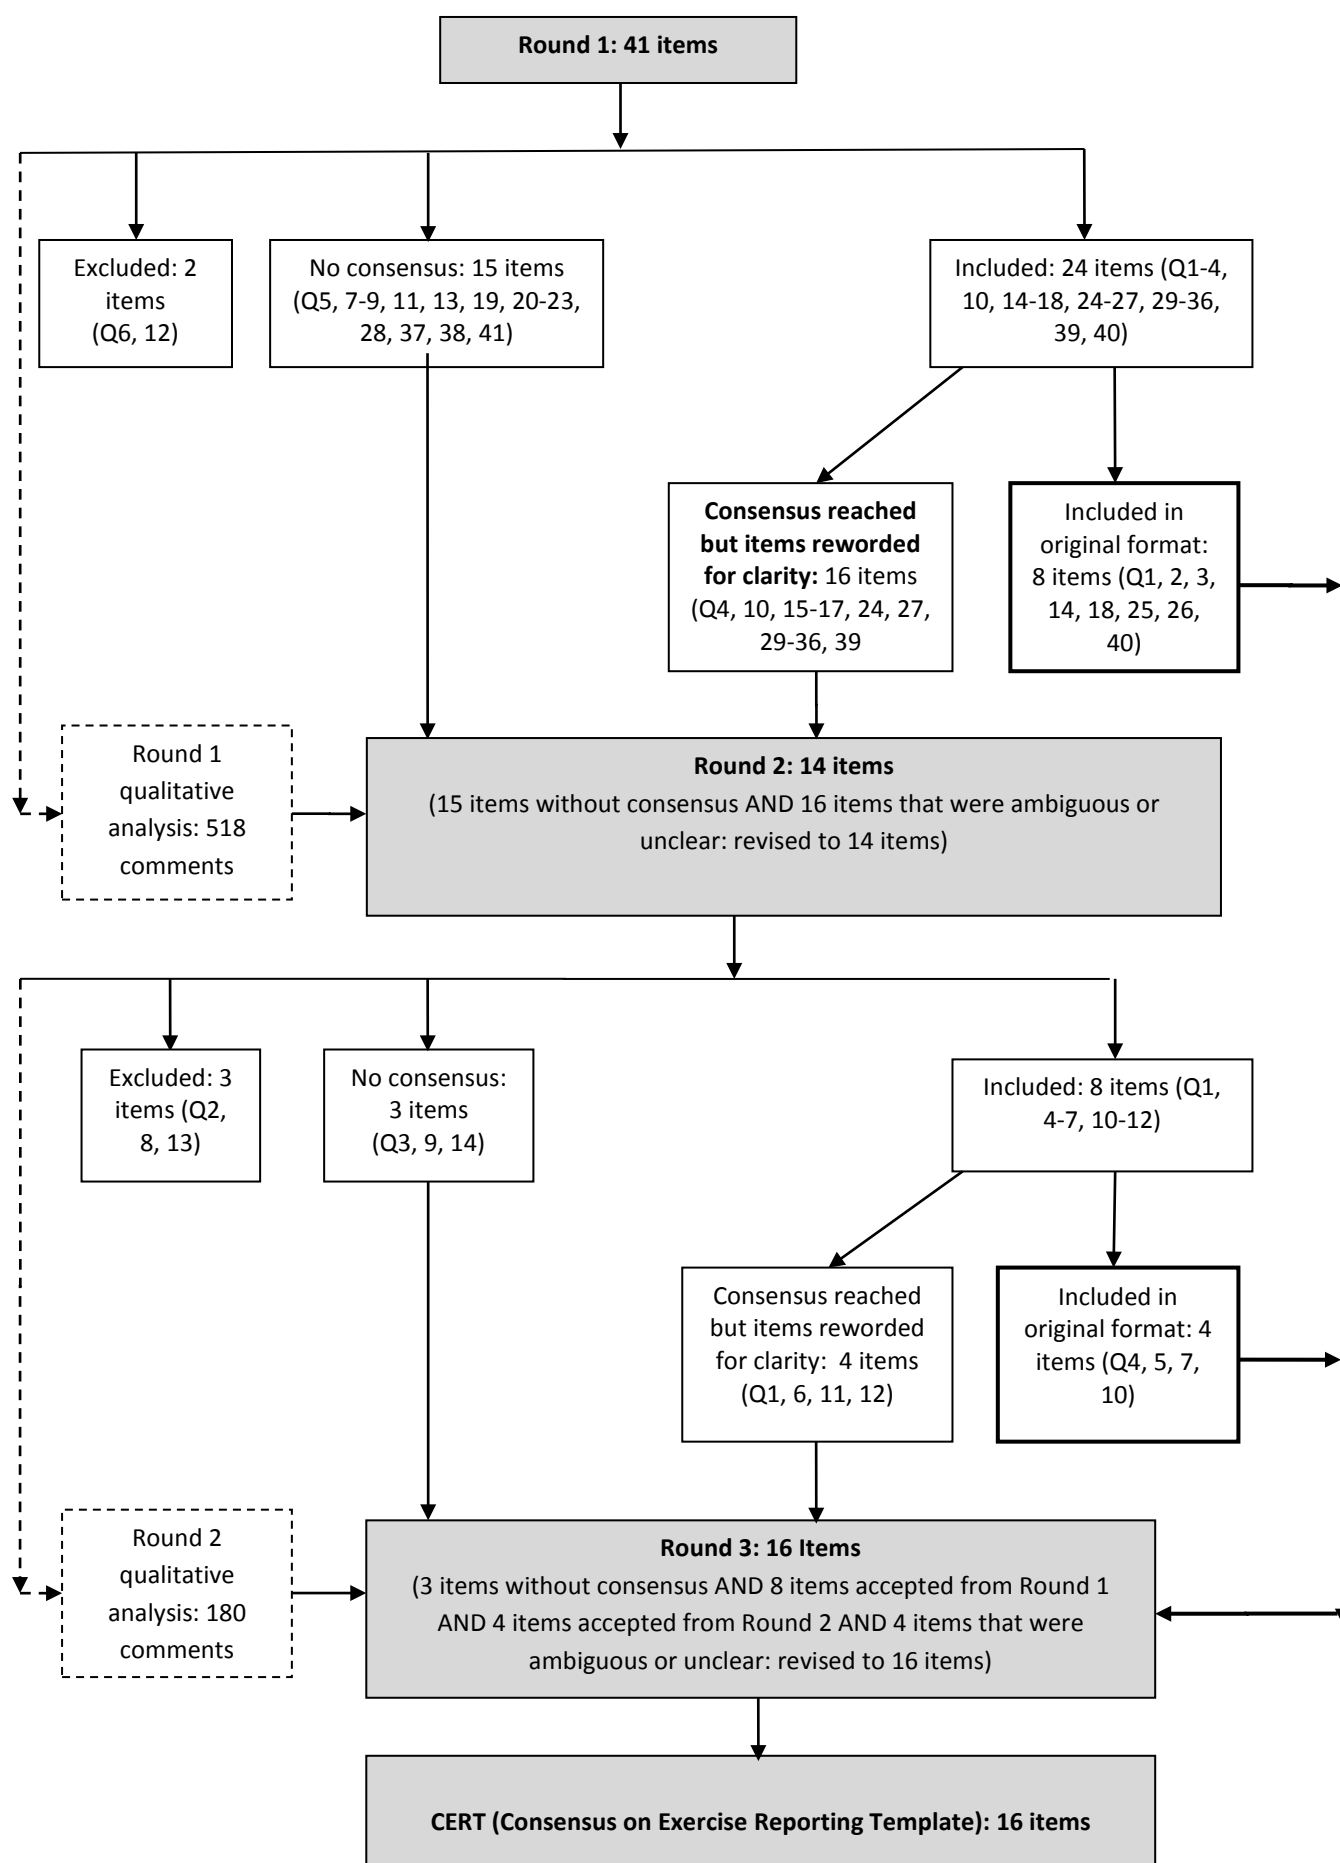 Round 1: 41 items
Excluded: 2
items
(Q6, 12)
No consensus: 15 items
(Q5, 7-9, 11, 13, 19, 20-23,
28, 37, 38, 41)
Included: 24 items (Q1-4,
10, 14-18, 24-27, 29-36,
39, 40)
Consensus reached
but items reworded
for clarity: 16 items
(Q4, 10, 15-17, 24, 27,
29-36, 39
Included in
original format:
8 items (Q1, 2, 3,
14, 18, 25, 26,
40)
Round 1
qualitative
analysis: 518
comments
Round 2: 14 items
(15 items without consensus AND 16 items that were ambiguous or
unclear: revised to 14 items)
Excluded: 3
items (Q2,
8, 13)
No consensus:
3 items
(Q3, 9, 14)
Included: 8 items (Q1,
4-7, 10-12)
Consensus reached
but items reworded
for clarity:  4 items
(Q1, 6, 11, 12)
Included in
original format: 4
items (Q4, 5, 7,
10)
Round 2
qualitative
analysis: 180
comments
Round 3: 16 Items
(3 items without consensus AND 8 items accepted from Round 1
AND 4 items accepted from Round 2 AND 4 items that were
ambiguous or unclear: revised to 16 items)
CERT (Consensus on Exercise Reporting Template): 16 items